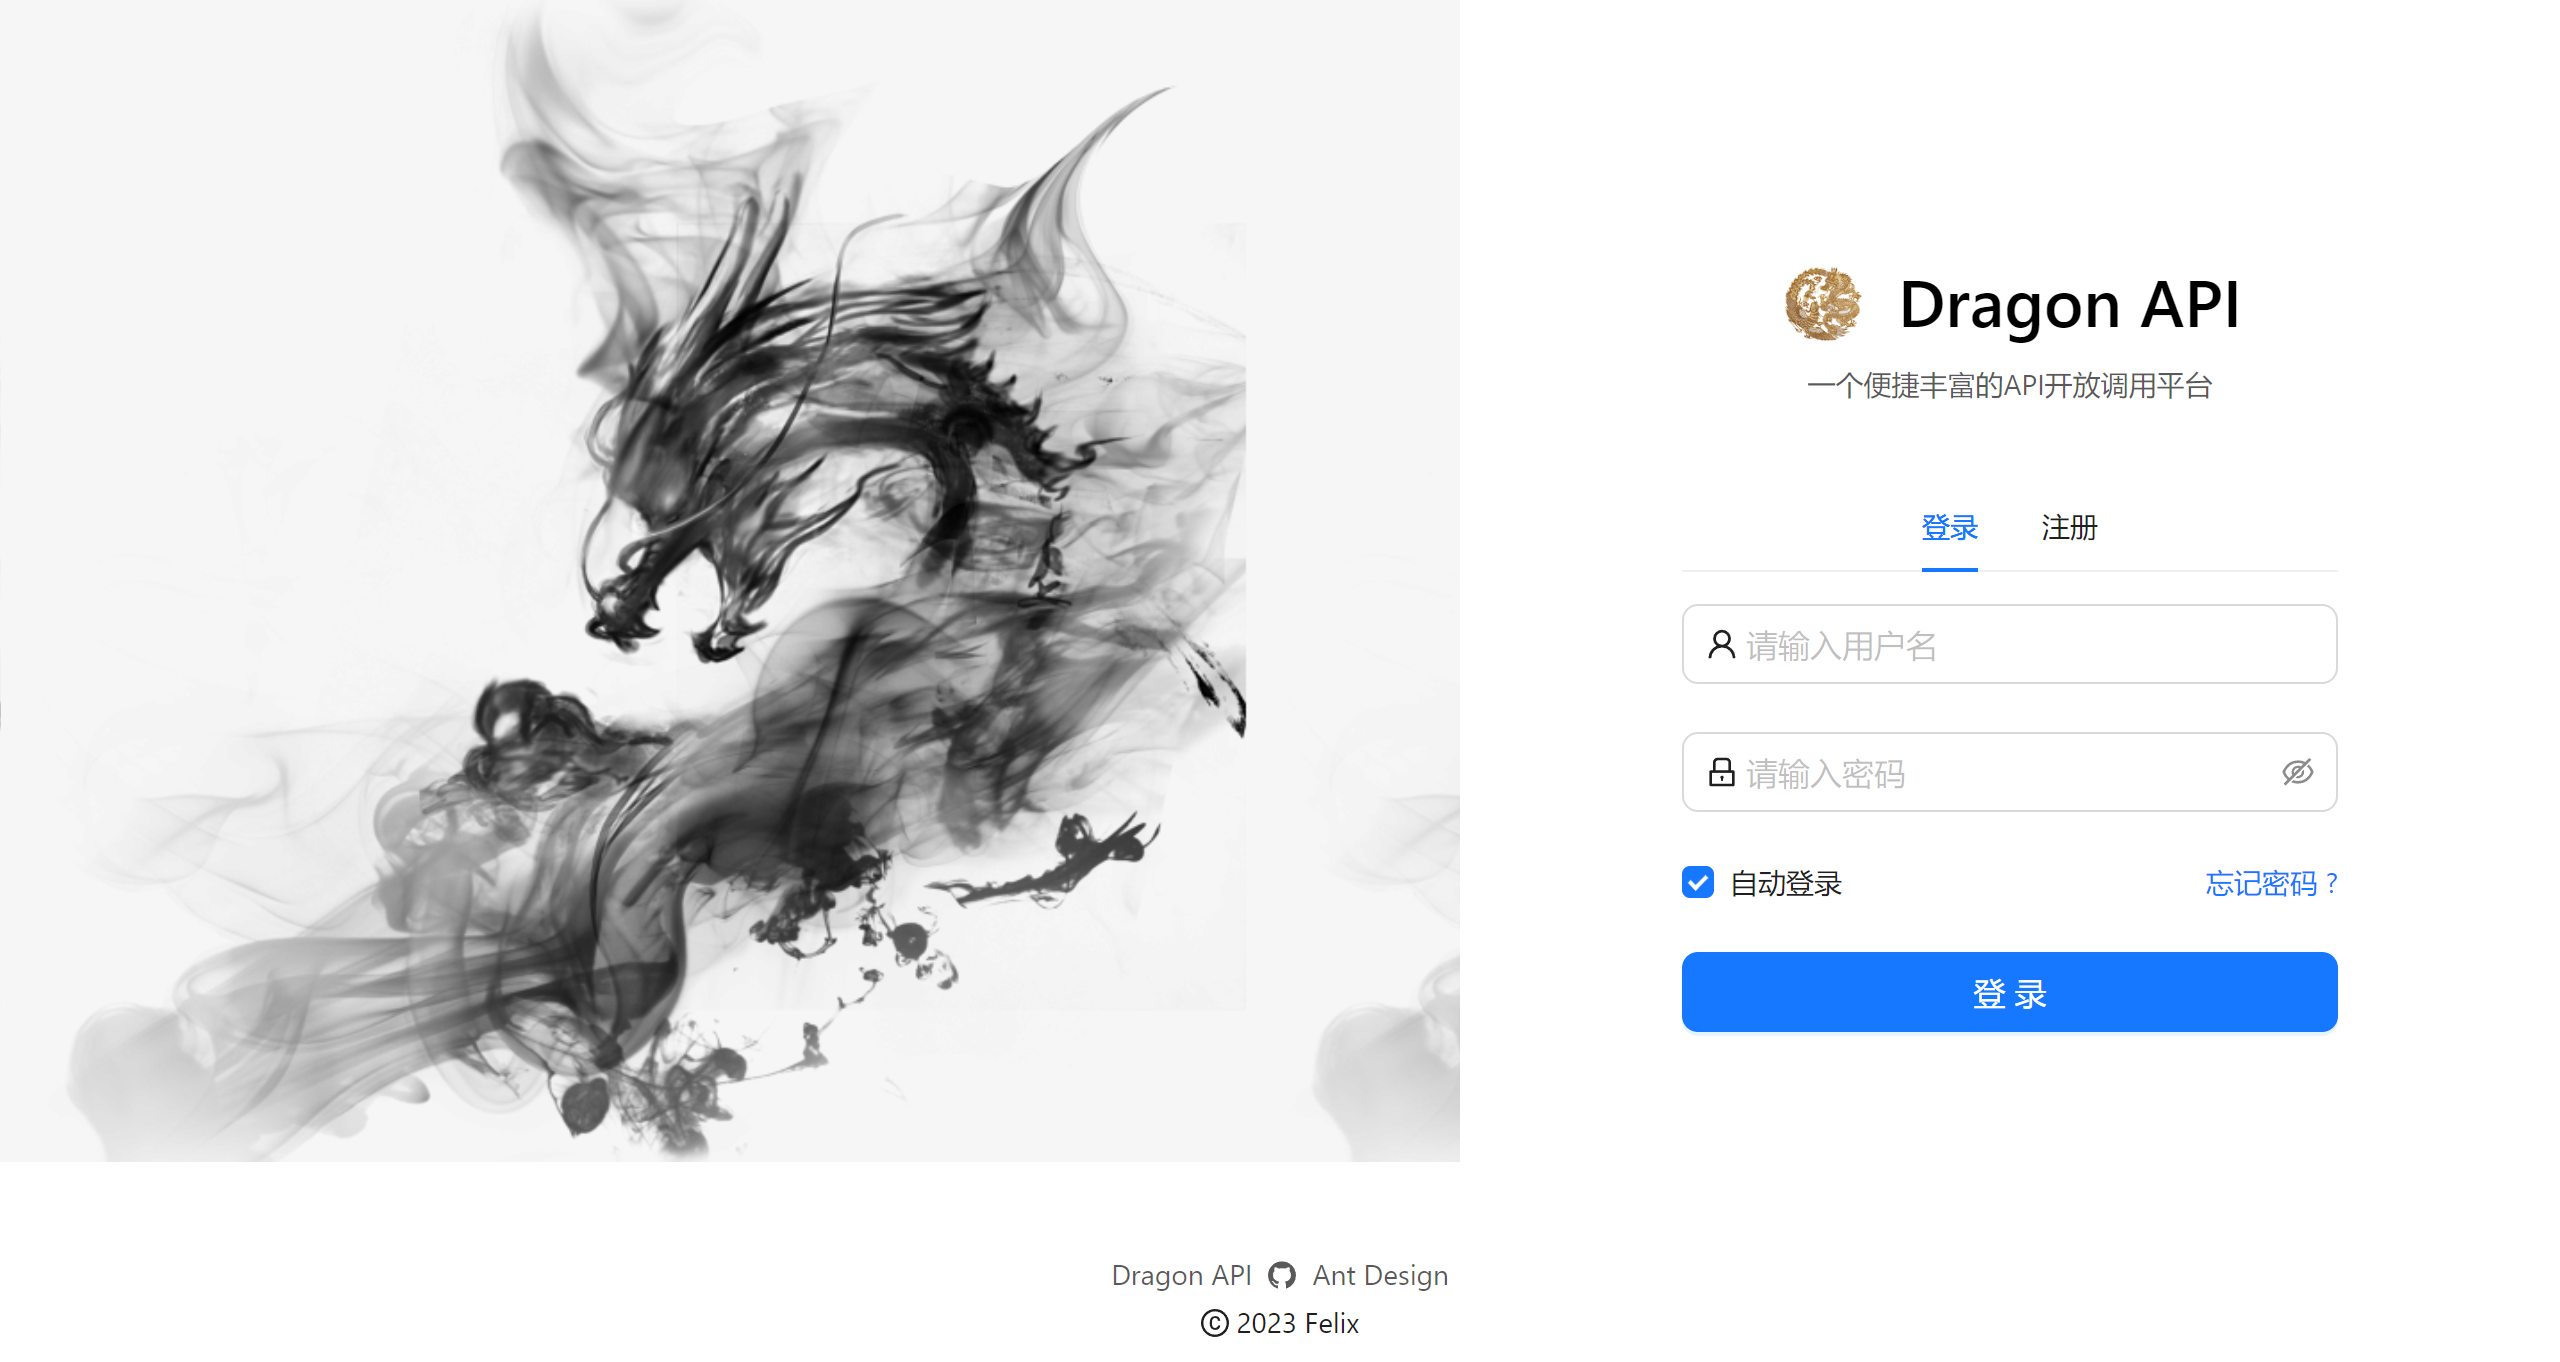 Dragon API
一个便捷丰富的API开放调用平台
登录 注册
请输入用户名
请输入密码
自动登录 忘记密码？
登 录
Dragon API Ant Design
© 2023 Felix